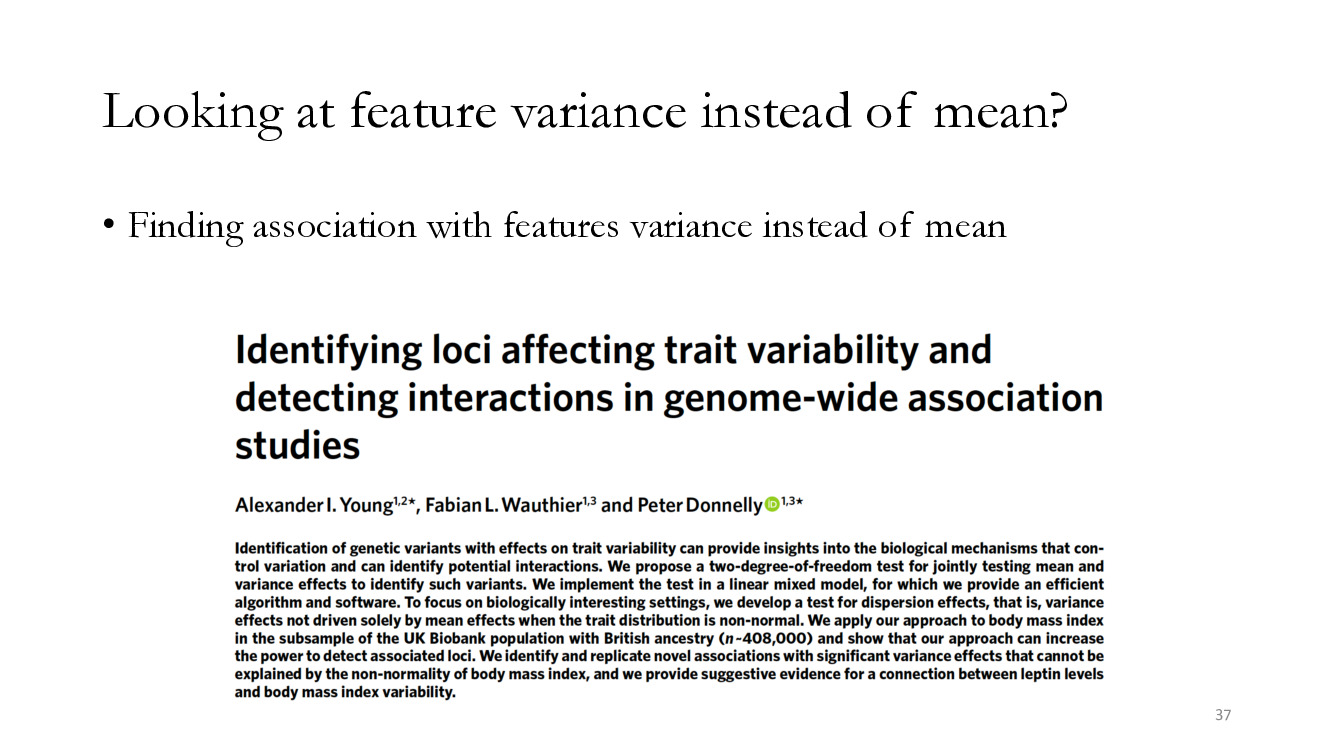 Looking at feature variance instead of mean?
• Finding association with features variance instead of mean
Identifying loci affecting trait variability and
detecting interactions in genome-wide association
studies
Alexander I. Young1,2*, Fabian L. Wauthier1,3 and Peter Donnelly iD 1,3*
Identification of genetic variants with effects on trait variability can provide insights into the biological mechanisms that con-
trol variation and can identify potential interactions. We propose a two-degree-of-freedom test for jointly testing mean and
variance effects to identify such variants. We implement the test in a linear mixed model, for which we provide an efficient
algorithm and software. To focus on biologically interesting settings, we develop a test for dispersion effects, that is, variance
effects not driven solely by mean effects when the trait distribution is non-normal. We apply our approach to body mass index
in the subsample of the UK Biobank population with British ancestry (n ~408,000) and show that our approach can increase
the power to detect associated loci. We identify and replicate novel associations with significant variance effects that cannot be
explained by the non-normality of body mass index, and we provide suggestive evidence for a connection between leptin levels
and body mass index variability.
37